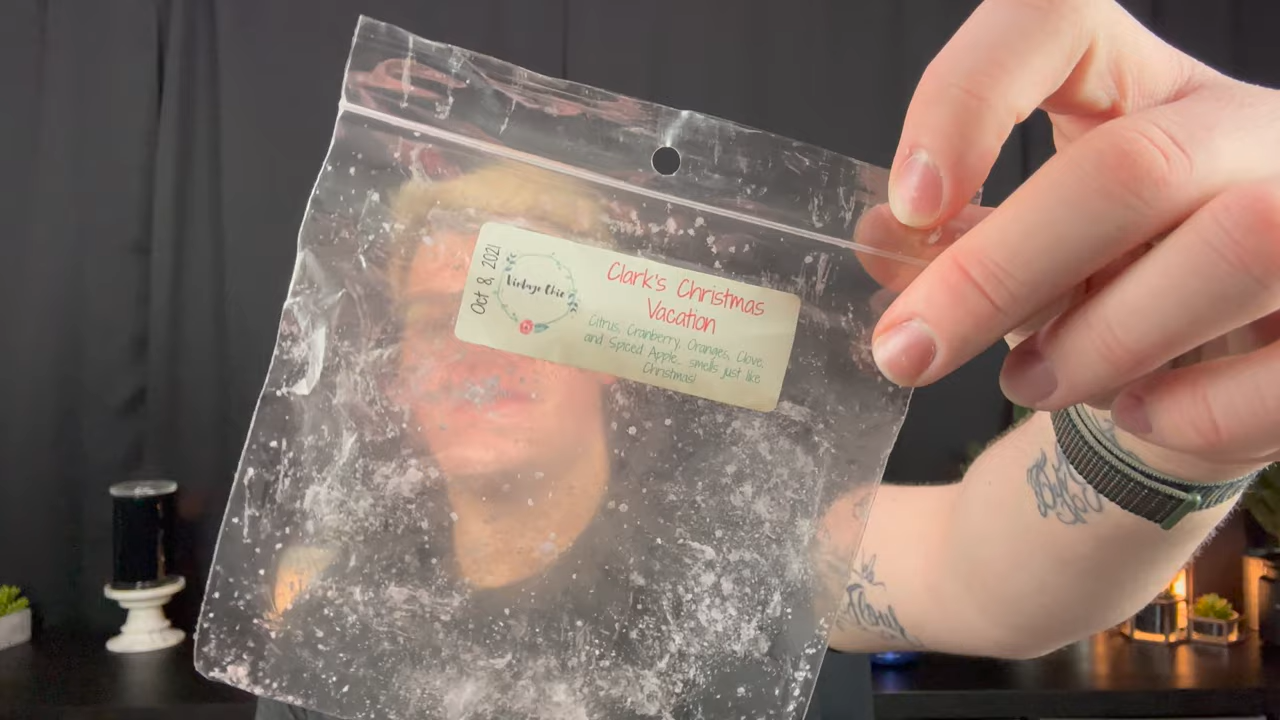 Oct 8, 2021
Vintage Chic
Clark's Christmas
Vacation
Citrus, Cranberry, Oranges, Clove,
and Spiced Apple... smells just like
Christmas!